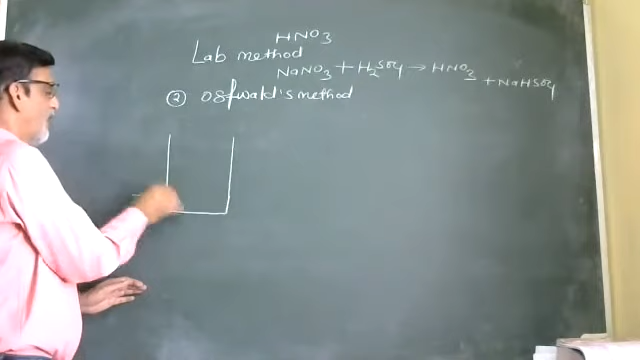 HNO3
Lab method
NaNO3 + H2SO4 → HNO3
+ NaHSO4
② Ostwald's method